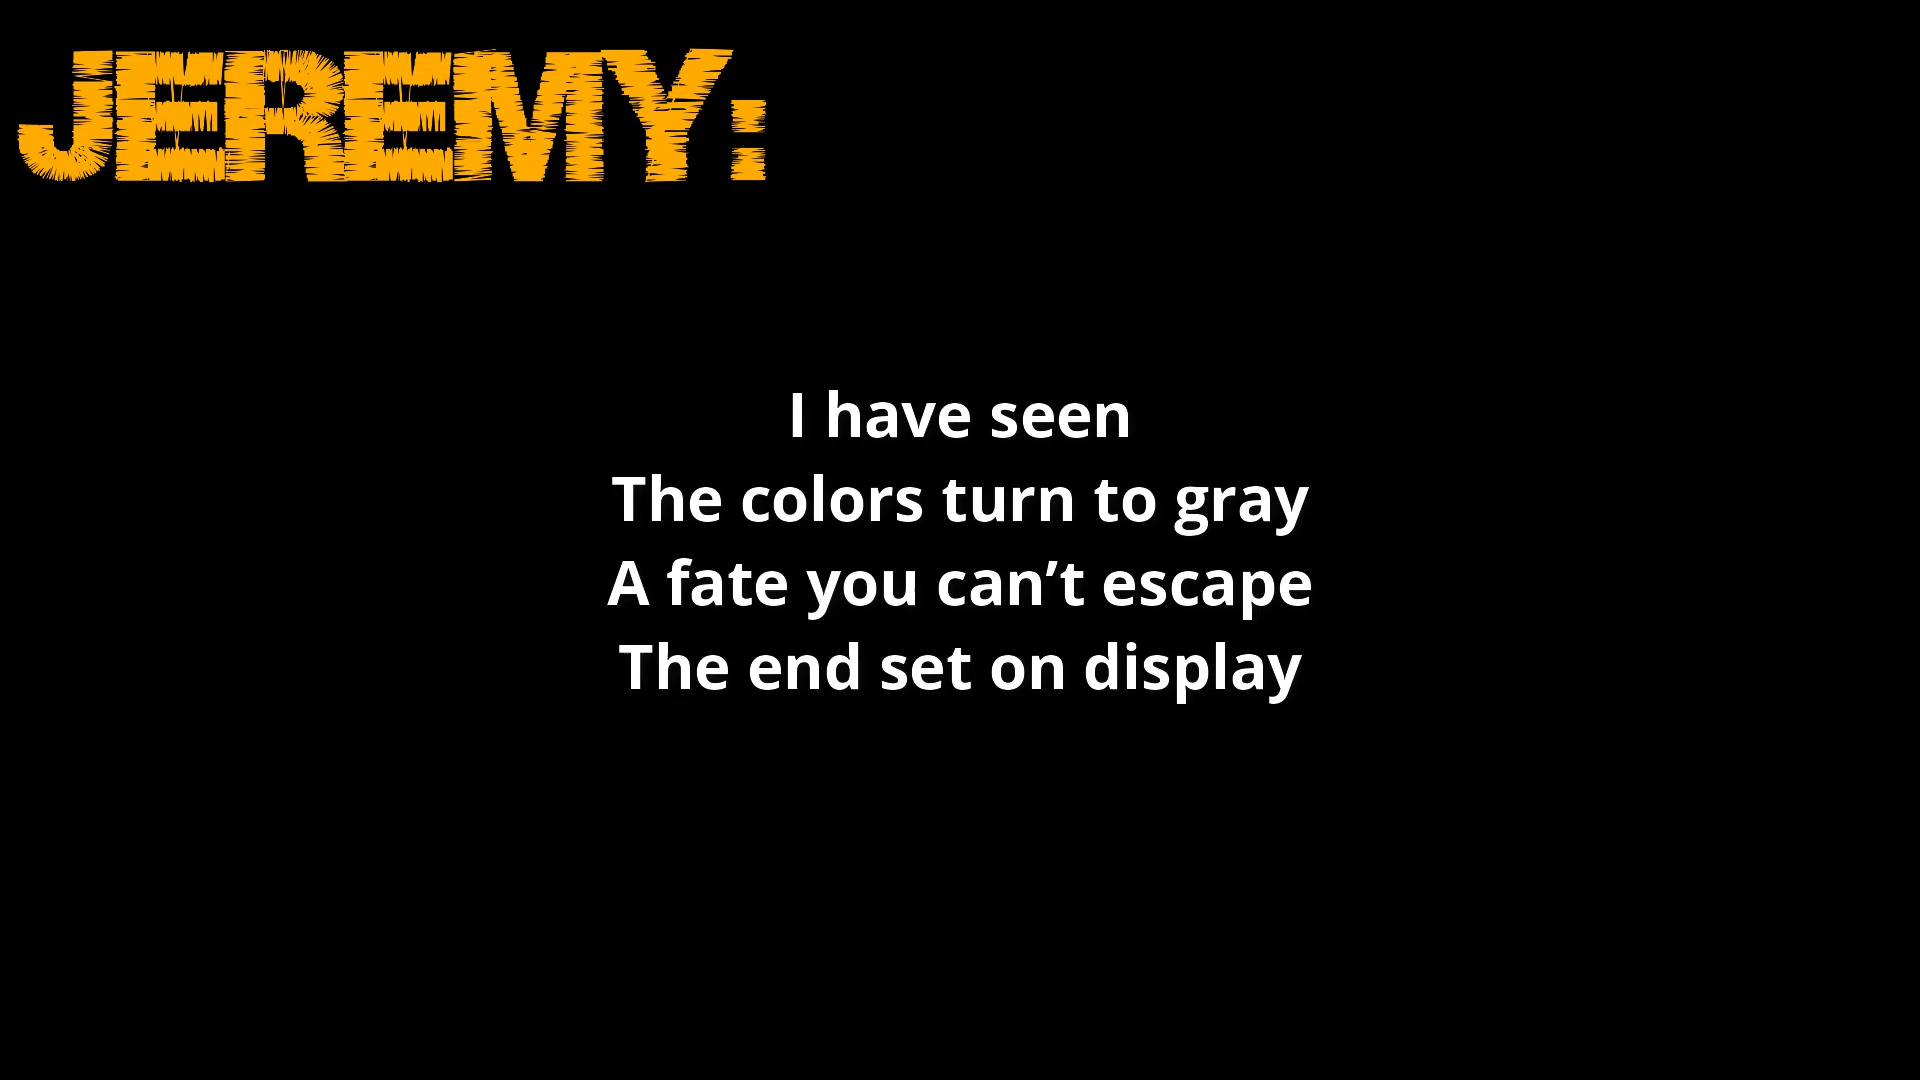 JEREMY:
I have seen
The colors turn to gray
A fate you can’t escape
The end set on display